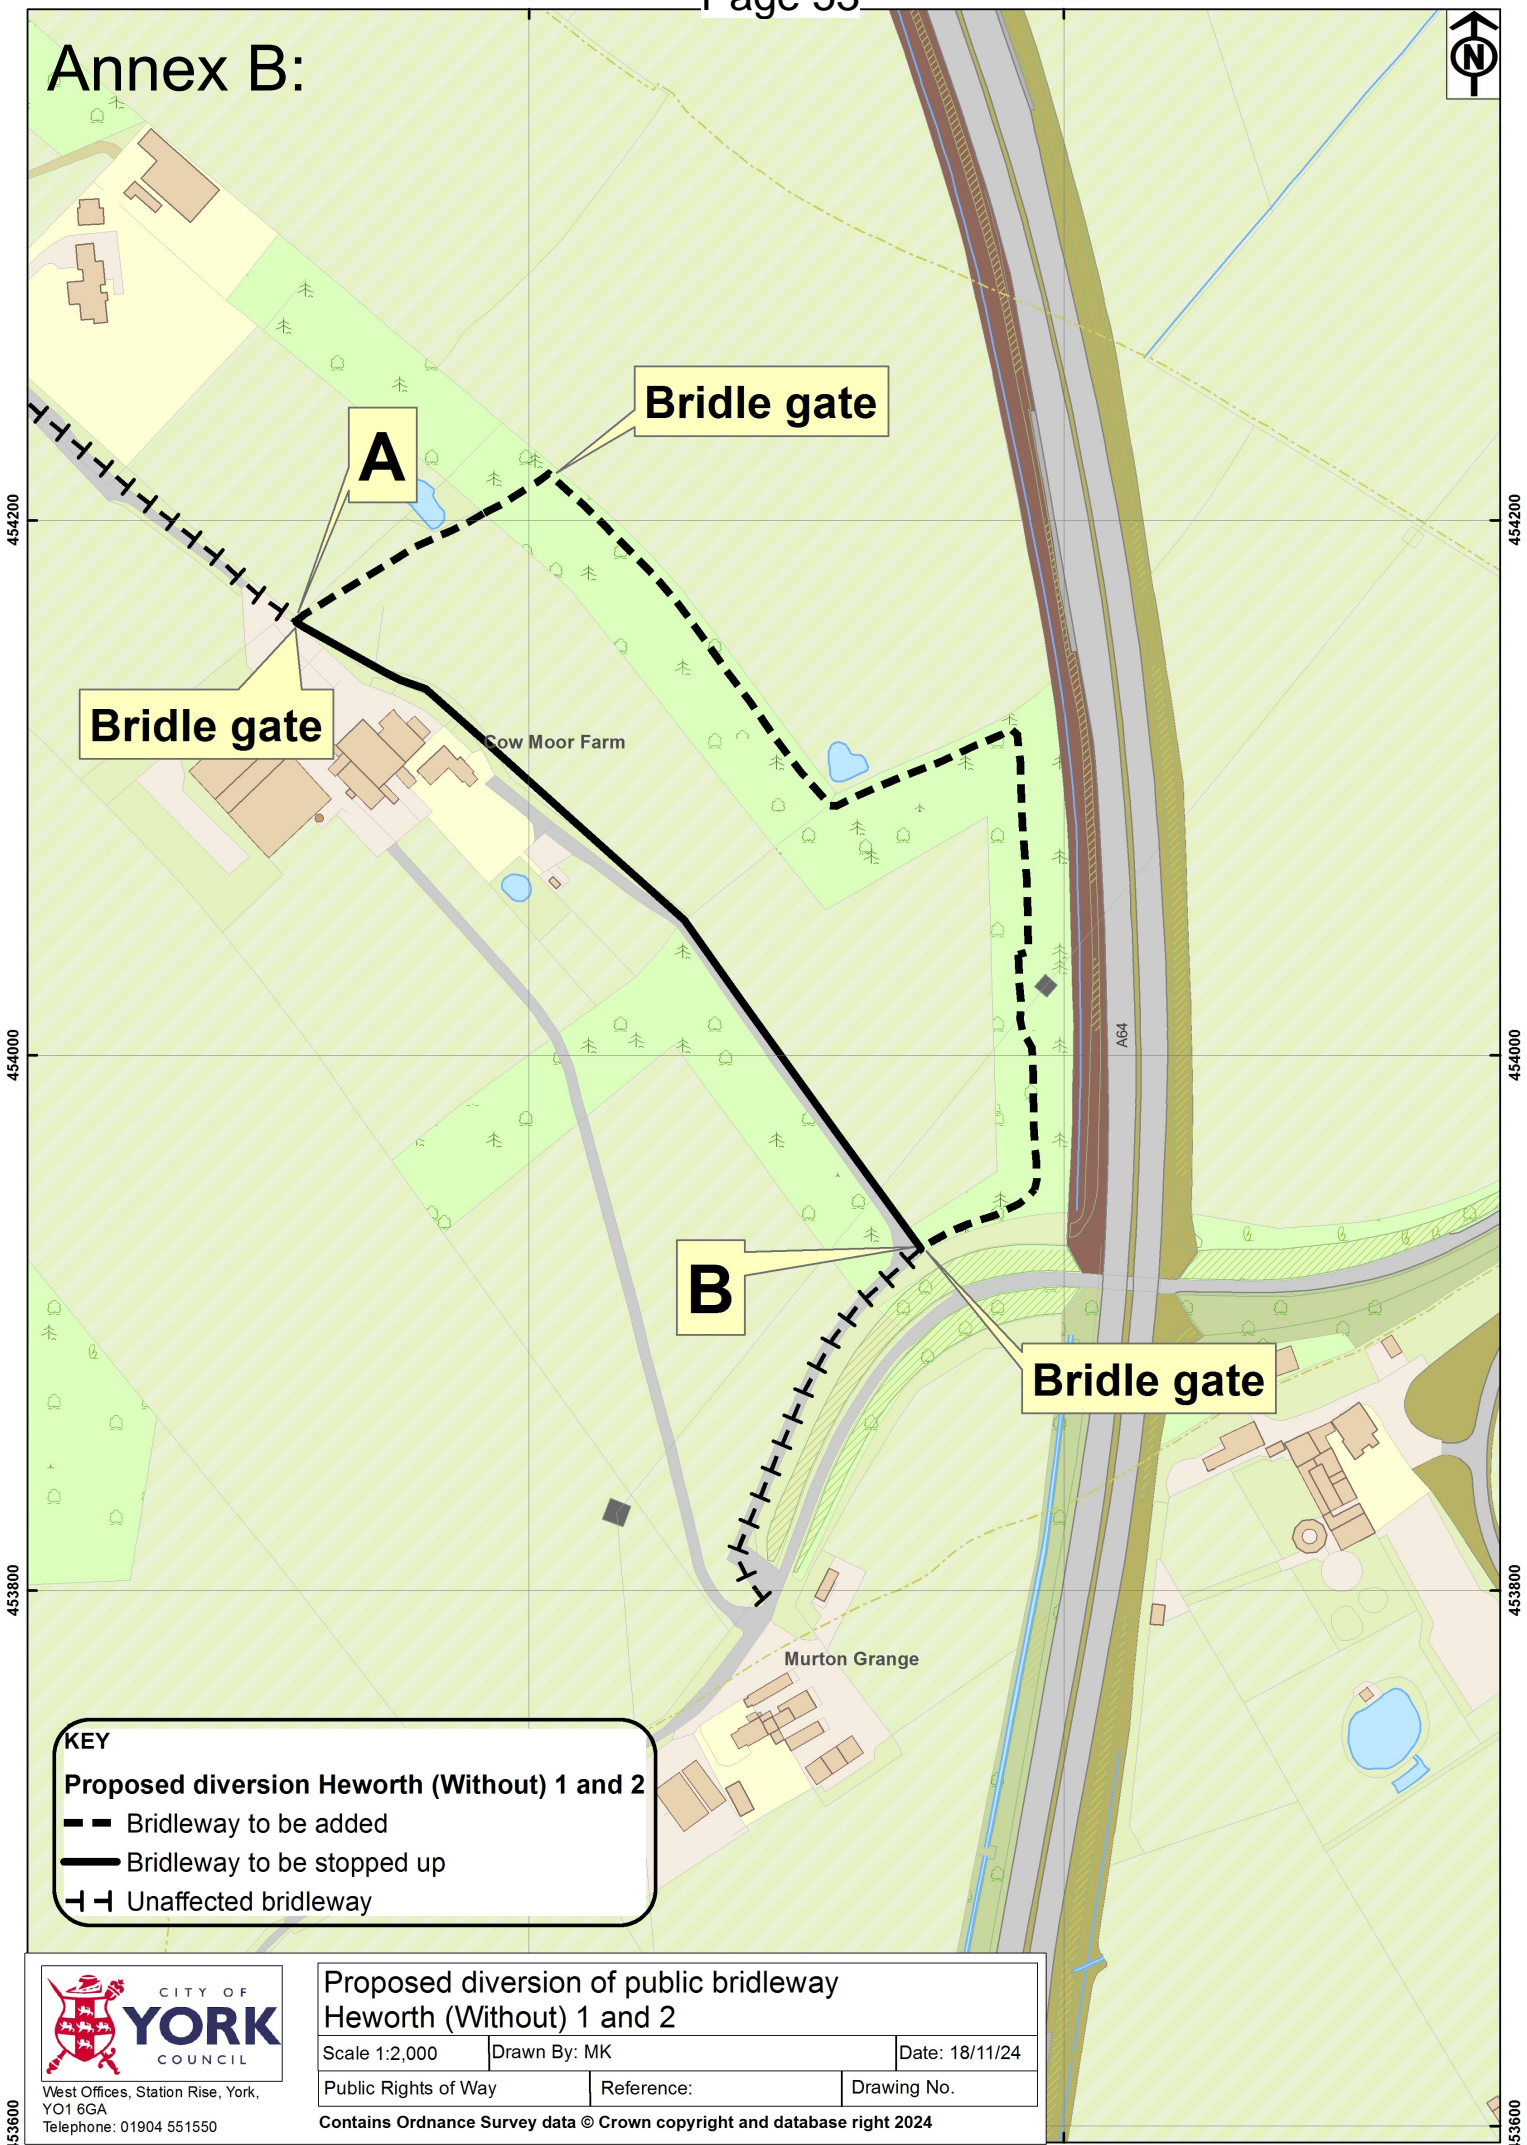 Page 53
Annex B:
N
Bridle gate
A
454200
454200
Bridle gate
Cow Moor Farm
454000
454000
A64
B
Bridle gate
453800
453800
Murton Grange
KEY
Proposed diversion Heworth (Without) 1 and 2
Bridleway to be added
Bridleway to be stopped up
Unaffected bridleway
CITY OF
YORK
COUNCIL
West Offices, Station Rise, York,
YO1 6GA
Telephone: 01904 551550
Proposed diversion of public bridleway
Heworth (Without) 1 and 2
Scale 1:2,000
Drawn By: MK
Date: 18/11/24
Public Rights of Way
Reference:
Drawing No.
Contains Ordnance Survey data © Crown copyright and database right 2024
453600
453600